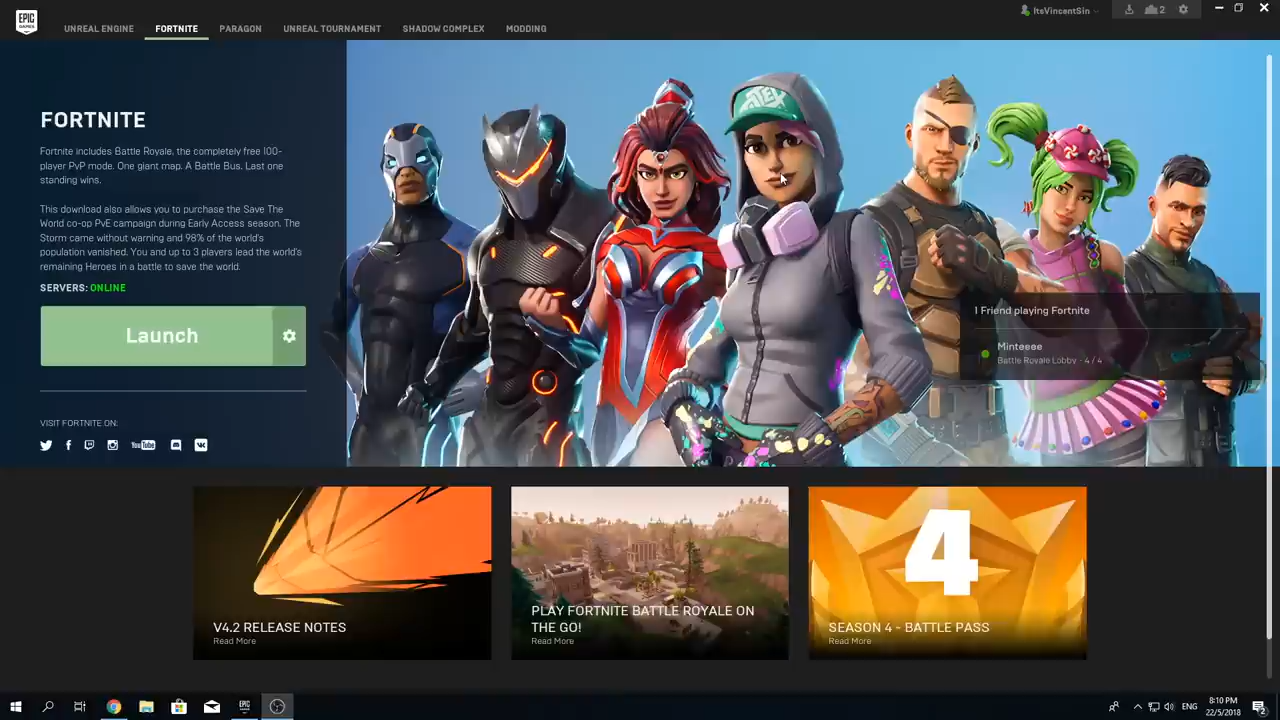 EPIC
GAMES
UNREAL ENGINE
FORTNITE
PARAGON
UNREAL TOURNAMENT
SHADOW COMPLEX
MODDING
ItsVincentSin
2
FORTNITE
Fortnite includes Battle Royale, the completely free 100-
player PvP mode. One giant map. A Battle Bus. Last one
standing wins.
This download also allows you to purchase the Save The
World co-op PvE campaign during Early Access season. The
Storm came without warning and 98% of the world's
population vanished. You and up to 3 players lead the world's
remaining Heroes in a battle to save the world.
SERVERS: ONLINE
Launch
1 Friend playing Fortnite
Minteeee
Battle Royale Lobby - 4 / 4
VISIT FORTNITE ON:
YouTube
V4.2 RELEASE NOTES
Read More
PLAY FORTNITE BATTLE ROYALE ON
THE GO!
Read More
4
SEASON 4 - BATTLE PASS
Read More
EPIC
ENG
8:10 PM
22/5/2018
2